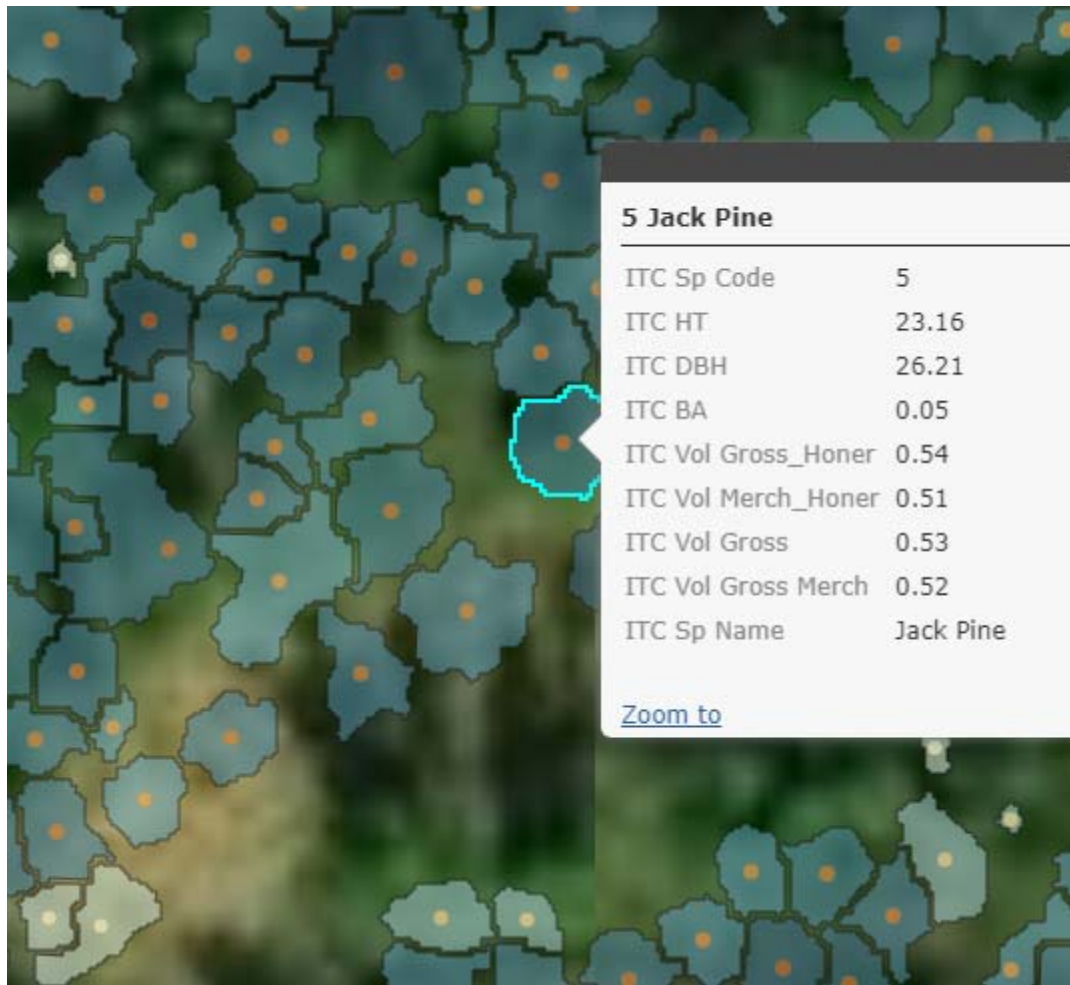 5 Jack Pine
ITC Sp Code 5
ITC HT 23.16
ITC DBH 26.21
ITC BA 0.05
ITC Vol Gross_Honer 0.54
ITC Vol Merch_Honer 0.51
ITC Vol Gross 0.53
ITC Vol Gross Merch 0.52
ITC Sp Name Jack Pine
Zoom to